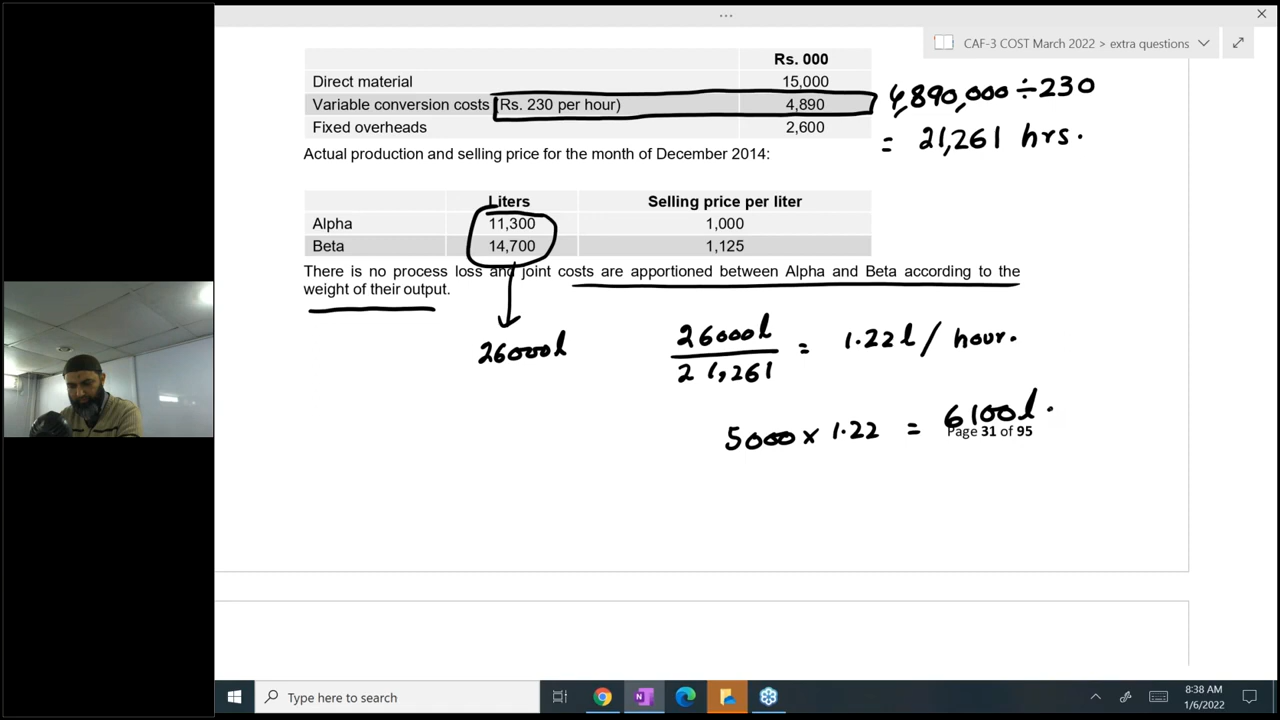 CAF-3 COST March 2022 > extra questions
Rs. 000
Direct material 15,000
Variable conversion costs (Rs. 230 per hour) 4,890
Fixed overheads 2,600
4,890,000 ÷ 230
= 21,261 hrs.
Actual production and selling price for the month of December 2014:
Liters Selling price per liter
Alpha 11,300 1,000
Beta 14,700 1,125
There is no process loss and joint costs are apportioned between Alpha and Beta according to the
weight of their output.
26000l
26000l
21,261
= 1.22l / hour.
5000 x 1.22 = 6100l.
Page 31 of 95
Type here to search
8:38 AM
1/6/2022